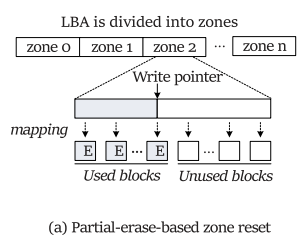 LBA is divided into zones
zone 0 zone 1 zone 2 ... zone n
Write pointer
mapping
E E ... E ...
Used blocks Unused blocks
(a) Partial-erase-based zone reset